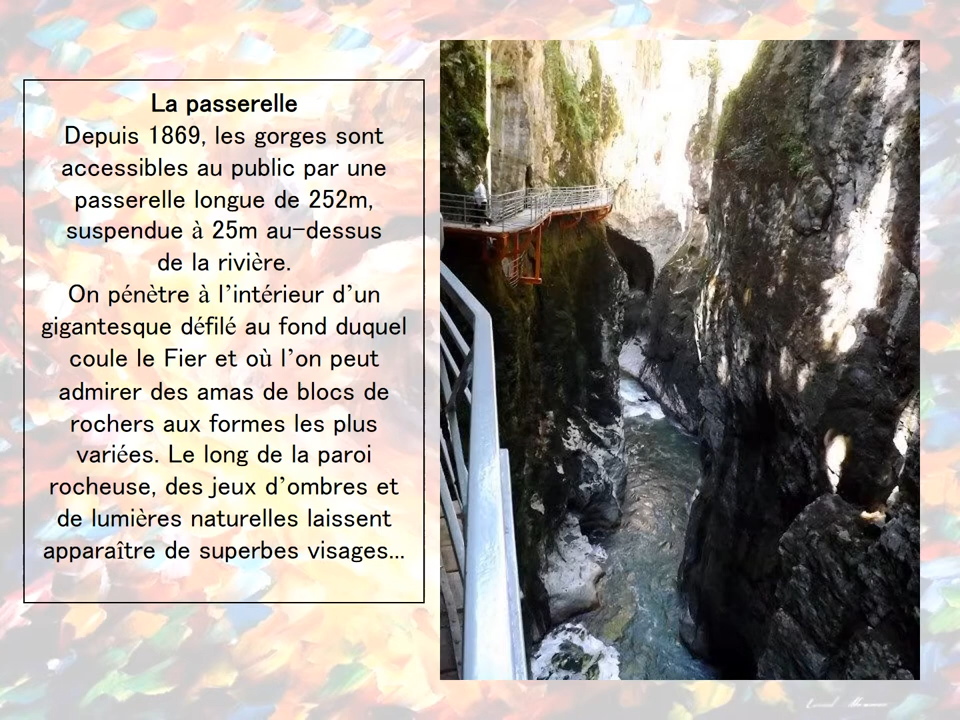 La passerelle
Depuis 1869, les gorges sont
accessibles au public par une
passerelle longue de 252m,
suspendue à 25m au-dessus
de la rivière.
On pénètre à l'intérieur d'un
gigantesque défilé au fond duquel
coule le Fier et où l'on peut
admirer des amas de blocs de
rochers aux formes les plus
variées. Le long de la paroi
rocheuse, des jeux d'ombres et
de lumières naturelles laissent
apparaître de superbes visages...